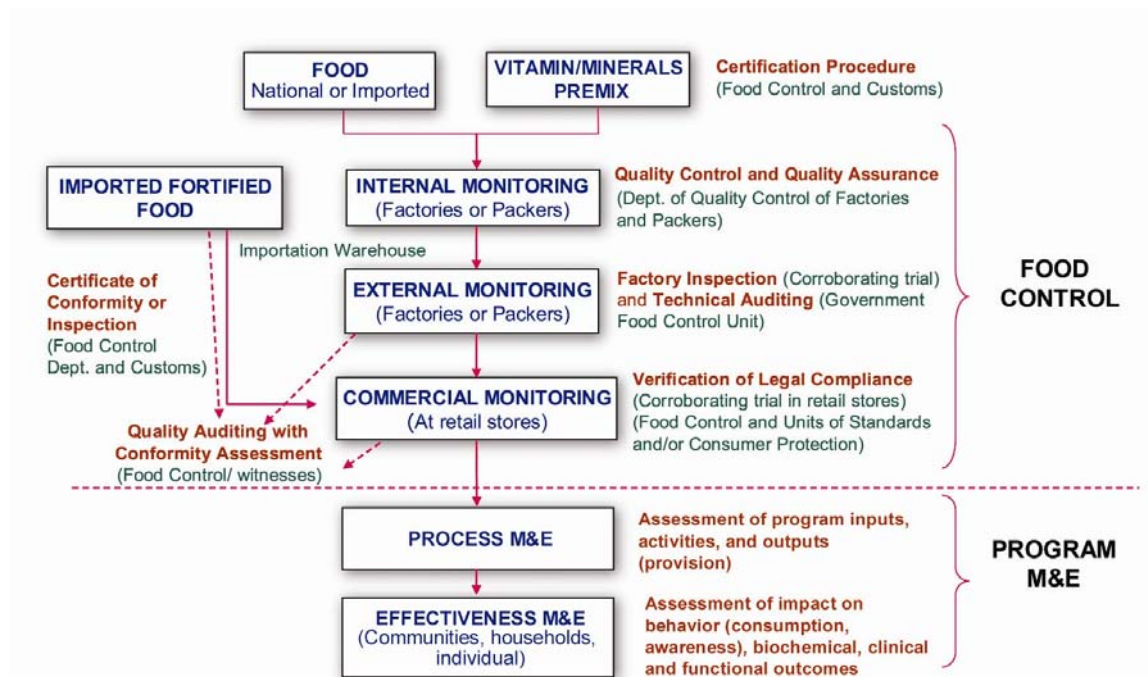 FOOD
National or Imported
VITAMIN/MINERALS
PREMIX
Certification Procedure
(Food Control and Customs)
IMPORTED FORTIFIED
FOOD
INTERNAL MONITORING
(Factories or Packers)
Quality Control and Quality Assurance
(Dept. of Quality Control of Factories
and Packers)
Importation Warehouse
Certificate of
Conformity or
Inspection
(Food Control
Dept. and Customs)
EXTERNAL MONITORING
(Factories or Packers)
Factory Inspection (Corroborating trial)
and Technical Auditing (Government
Food Control Unit)
FOOD
CONTROL
COMMERCIAL MONITORING
(At retail stores)
Verification of Legal Compliance
(Corroborating trial in retail stores)
(Food Control and Units of Standards
and/or Consumer Protection)
Quality Auditing with
Conformity Assessment
(Food Control/ witnesses)
PROCESS M&E
Assessment of program inputs,
activities, and outputs
(provision)
PROGRAM
M&E
EFFECTIVENESS M&E
(Communities, households,
individual)
Assessment of impact on
behavior (consumption,
awareness), biochemical, clinical
and functional outcomes